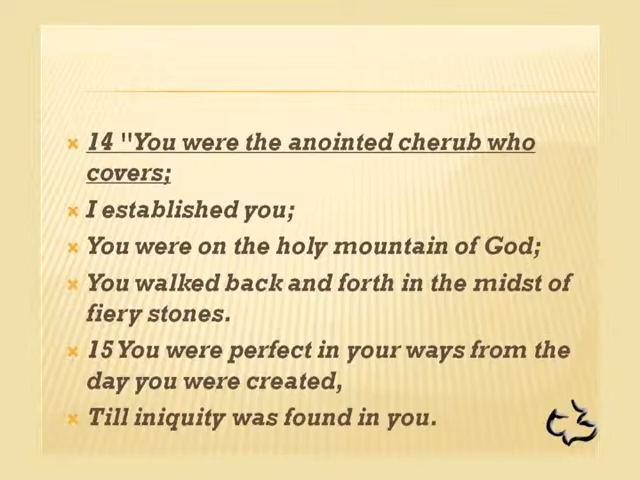 14 "You were the anointed cherub who
covers;
I established you;
You were on the holy mountain of God;
You walked back and forth in the midst of
fiery stones.
15 You were perfect in your ways from the
day you were created,
Till iniquity was found in you.